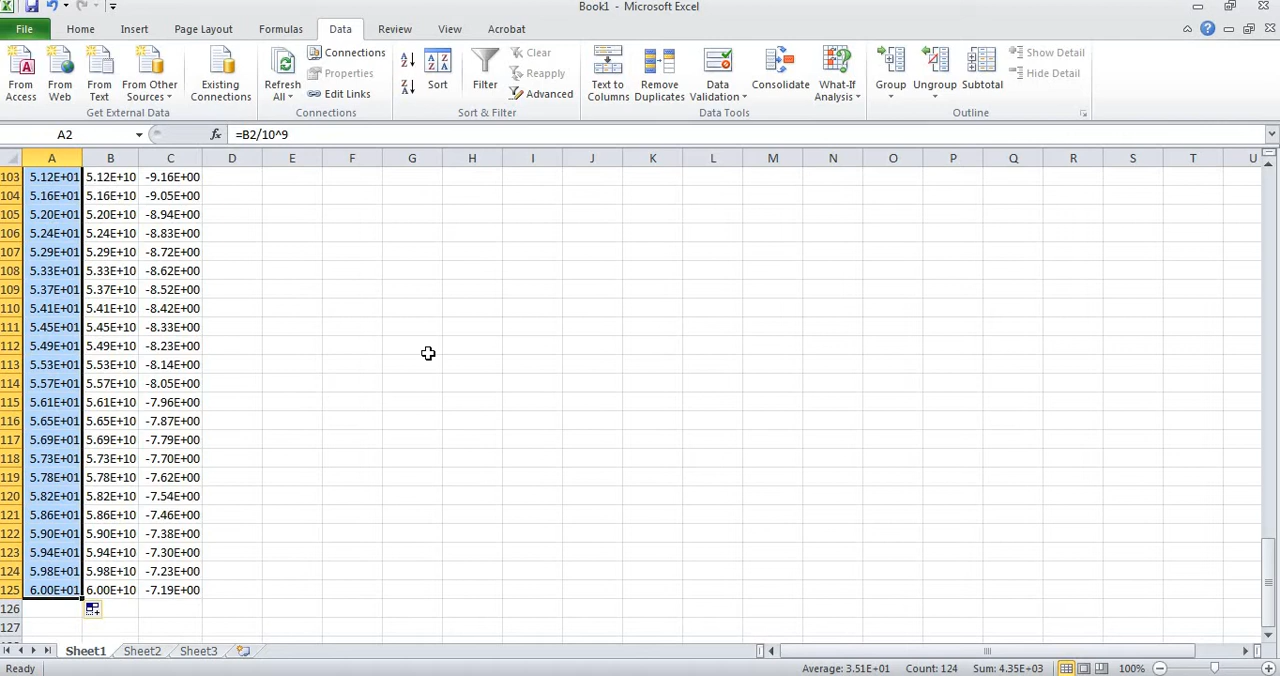 Book1 - Microsoft Excel
File Home Insert Page Layout Formulas Data Review View Acrobat
From Access
From Web
From Text
From Other Sources
Existing Connections
Get External Data
Refresh All
Connections
Properties
Edit Links
Connections
Sort
Filter
Clear
Reapply
Advanced
Sort & Filter
Text to Columns
Remove Duplicates
Data Validation
Consolidate
What-If Analysis
Data Tools
Group
Ungroup
Subtotal
Show Detail
Hide Detail
Outline
A2 fx =B2/10^9
A B C D E F G H I J K L M N O P Q R S T U
103 5.12E+01 5.12E+10 -9.16E+00
104 5.16E+01 5.16E+10 -9.05E+00
105 5.20E+01 5.20E+10 -8.94E+00
106 5.24E+01 5.24E+10 -8.83E+00
107 5.29E+01 5.29E+10 -8.72E+00
108 5.33E+01 5.33E+10 -8.62E+00
109 5.37E+01 5.37E+10 -8.52E+00
110 5.41E+01 5.41E+10 -8.42E+00
111 5.45E+01 5.45E+10 -8.33E+00
112 5.49E+01 5.49E+10 -8.23E+00
113 5.53E+01 5.53E+10 -8.14E+00
114 5.57E+01 5.57E+10 -8.05E+00
115 5.61E+01 5.61E+10 -7.96E+00
116 5.65E+01 5.65E+10 -7.87E+00
117 5.69E+01 5.69E+10 -7.79E+00
118 5.73E+01 5.73E+10 -7.70E+00
119 5.78E+01 5.78E+10 -7.62E+00
120 5.82E+01 5.82E+10 -7.54E+00
121 5.86E+01 5.86E+10 -7.46E+00
122 5.90E+01 5.90E+10 -7.38E+00
123 5.94E+01 5.94E+10 -7.30E+00
124 5.98E+01 5.98E+10 -7.23E+00
125 6.00E+01 6.00E+10 -7.19E+00
126
127
Sheet1 Sheet2 Sheet3
Ready Average: 3.51E+01 Count: 124 Sum: 4.35E+03 100%